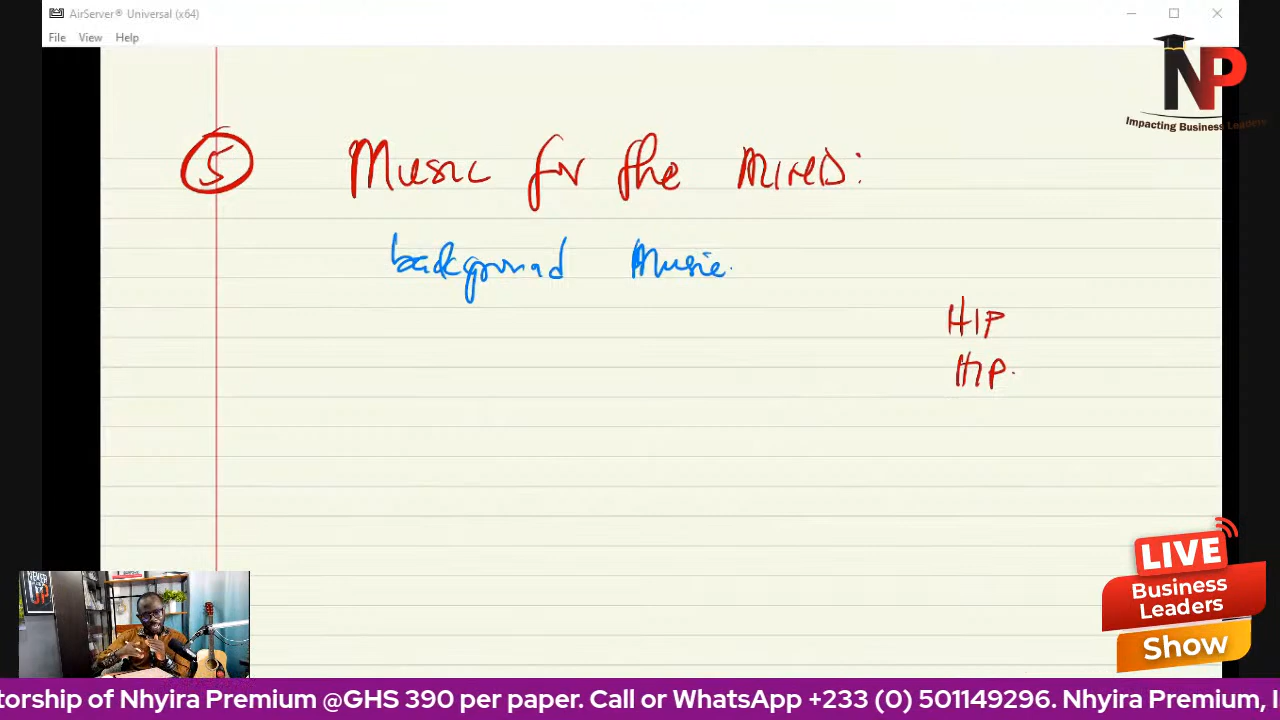 AirServer® Universal (x64)
File View Help
NP
Impacting Business Leaders
5 Music for the MIND:
background Music.
HIP
HIP.
LIVE
Business
Leaders
Show
torship of Nhyira Premium @GHS 390 per paper. Call or WhatsApp +233 (0) 501149296. Nhyira Premium, I